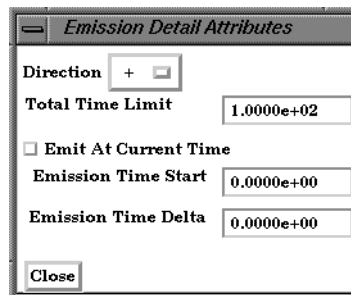 Emission Detail Attributes
Direction +
Total Time Limit 1.0000e+02
Emit At Current Time
Emission Time Start 0.0000e+00
Emission Time Delta 0.0000e+00
Close